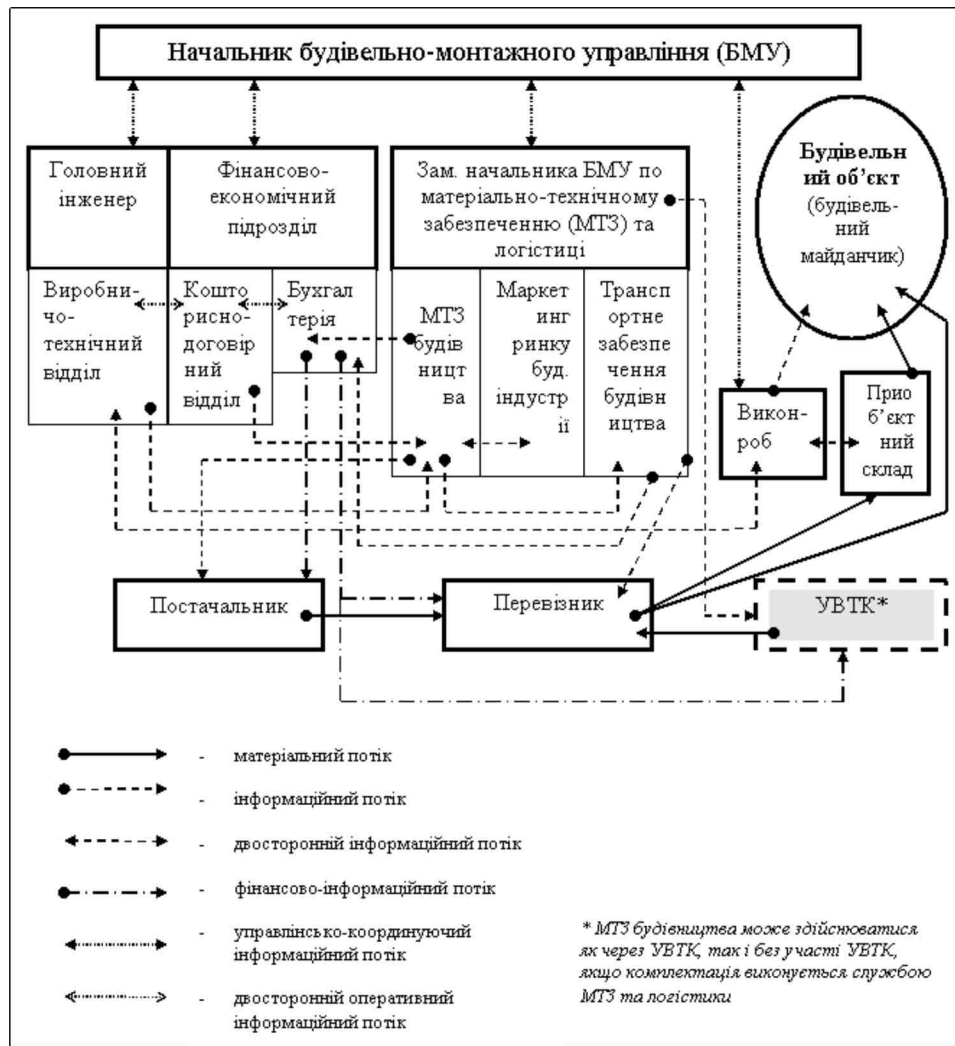 Начальник будівельно-монтажного управління (БМУ)
Головний
інженер
Фінансово-
економічний
підрозділ
Зам. начальника БМУ по
матеріально-технічному
забезпеченню (МТЗ) та
логістиці
Будівельн
ий об’єкт
(будівель-
ний
майданчик)
Виробни-
чо-
технічний
відділ
Кошто
рисно-
договір
ний
відділ
Бухгал
терія
МТЗ
будів
ницт
ва
Маркет
инг
ринку
буд.
індустрі
ї
Трансп
ортне
забезпе
чення
будівн
ицтва
Викон-
роб
Прио
б’єкт
ний
склад
Постачальник
Перевізник
УВТК*
- матеріальний потік
- інформаційний потік
- двосторонній інформаційний потік
- фінансово-інформаційний потік
- управлінсько-координуючий
інформаційний потік
- двосторонній оперативний
інформаційний потік
* МТЗ будівництва може здійснюватися
як через УВТК, так і без участі УВТК,
якщо комплектація виконується службою
МТЗ та логістики